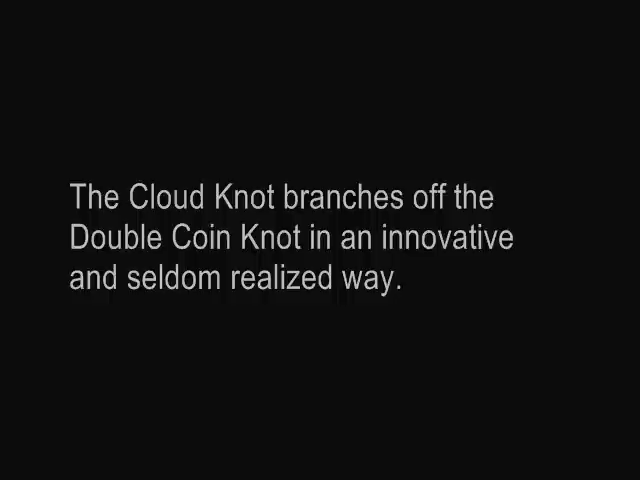 The Cloud Knot branches off the
Double Coin Knot in an innovative
and seldom realized way.